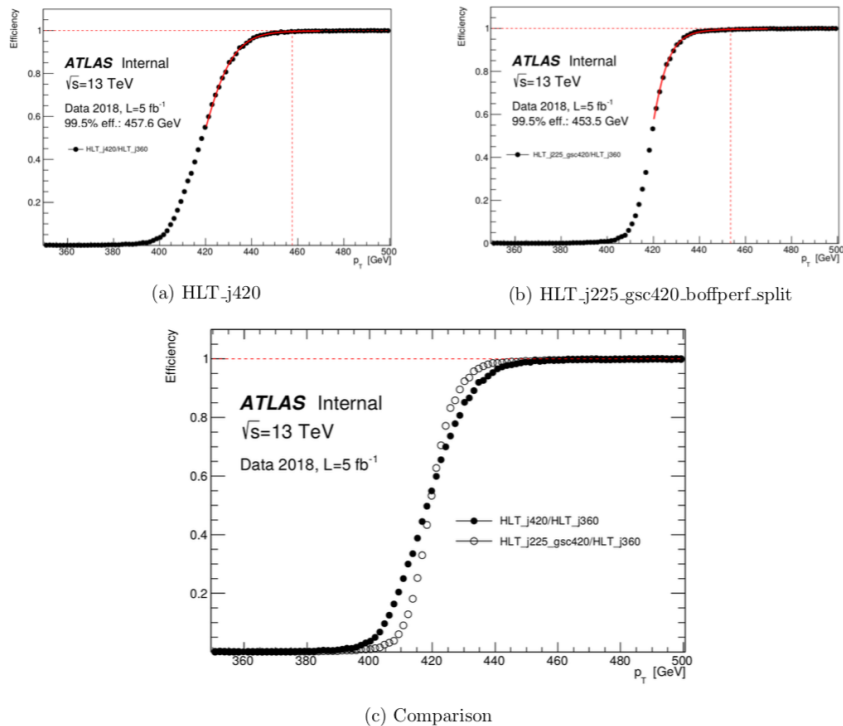 Efficiency
1
0.8
0.6
0.4
0.2
ATLAS Internal
√s=13 TeV
Data 2018, L=5 fb⁻¹
99.5% eff.: 457.6 GeV
HLT_j420/HLT_j360
360 380 400 420 440 460 480 500
p_T [GeV]
(a) HLT_j420
Efficiency
1
0.8
0.6
0.4
0.2
0
ATLAS Internal
√s=13 TeV
Data 2018, L=5 fb⁻¹
99.5% eff.: 453.5 GeV
HLT_j225_gsc420/HLT_j360
360 380 400 420 440 460 480 500
p_T [GeV]
(b) HLT_j225_gsc420_boffperf_split
Efficiency
1
0.8
0.6
0.4
0.2
ATLAS Internal
√s=13 TeV
Data 2018, L=5 fb⁻¹
HLT_j420/HLT_j360
HLT_j225_gsc420/HLT_j360
360 380 400 420 440 460 480 500
p_T [GeV]
(c) Comparison